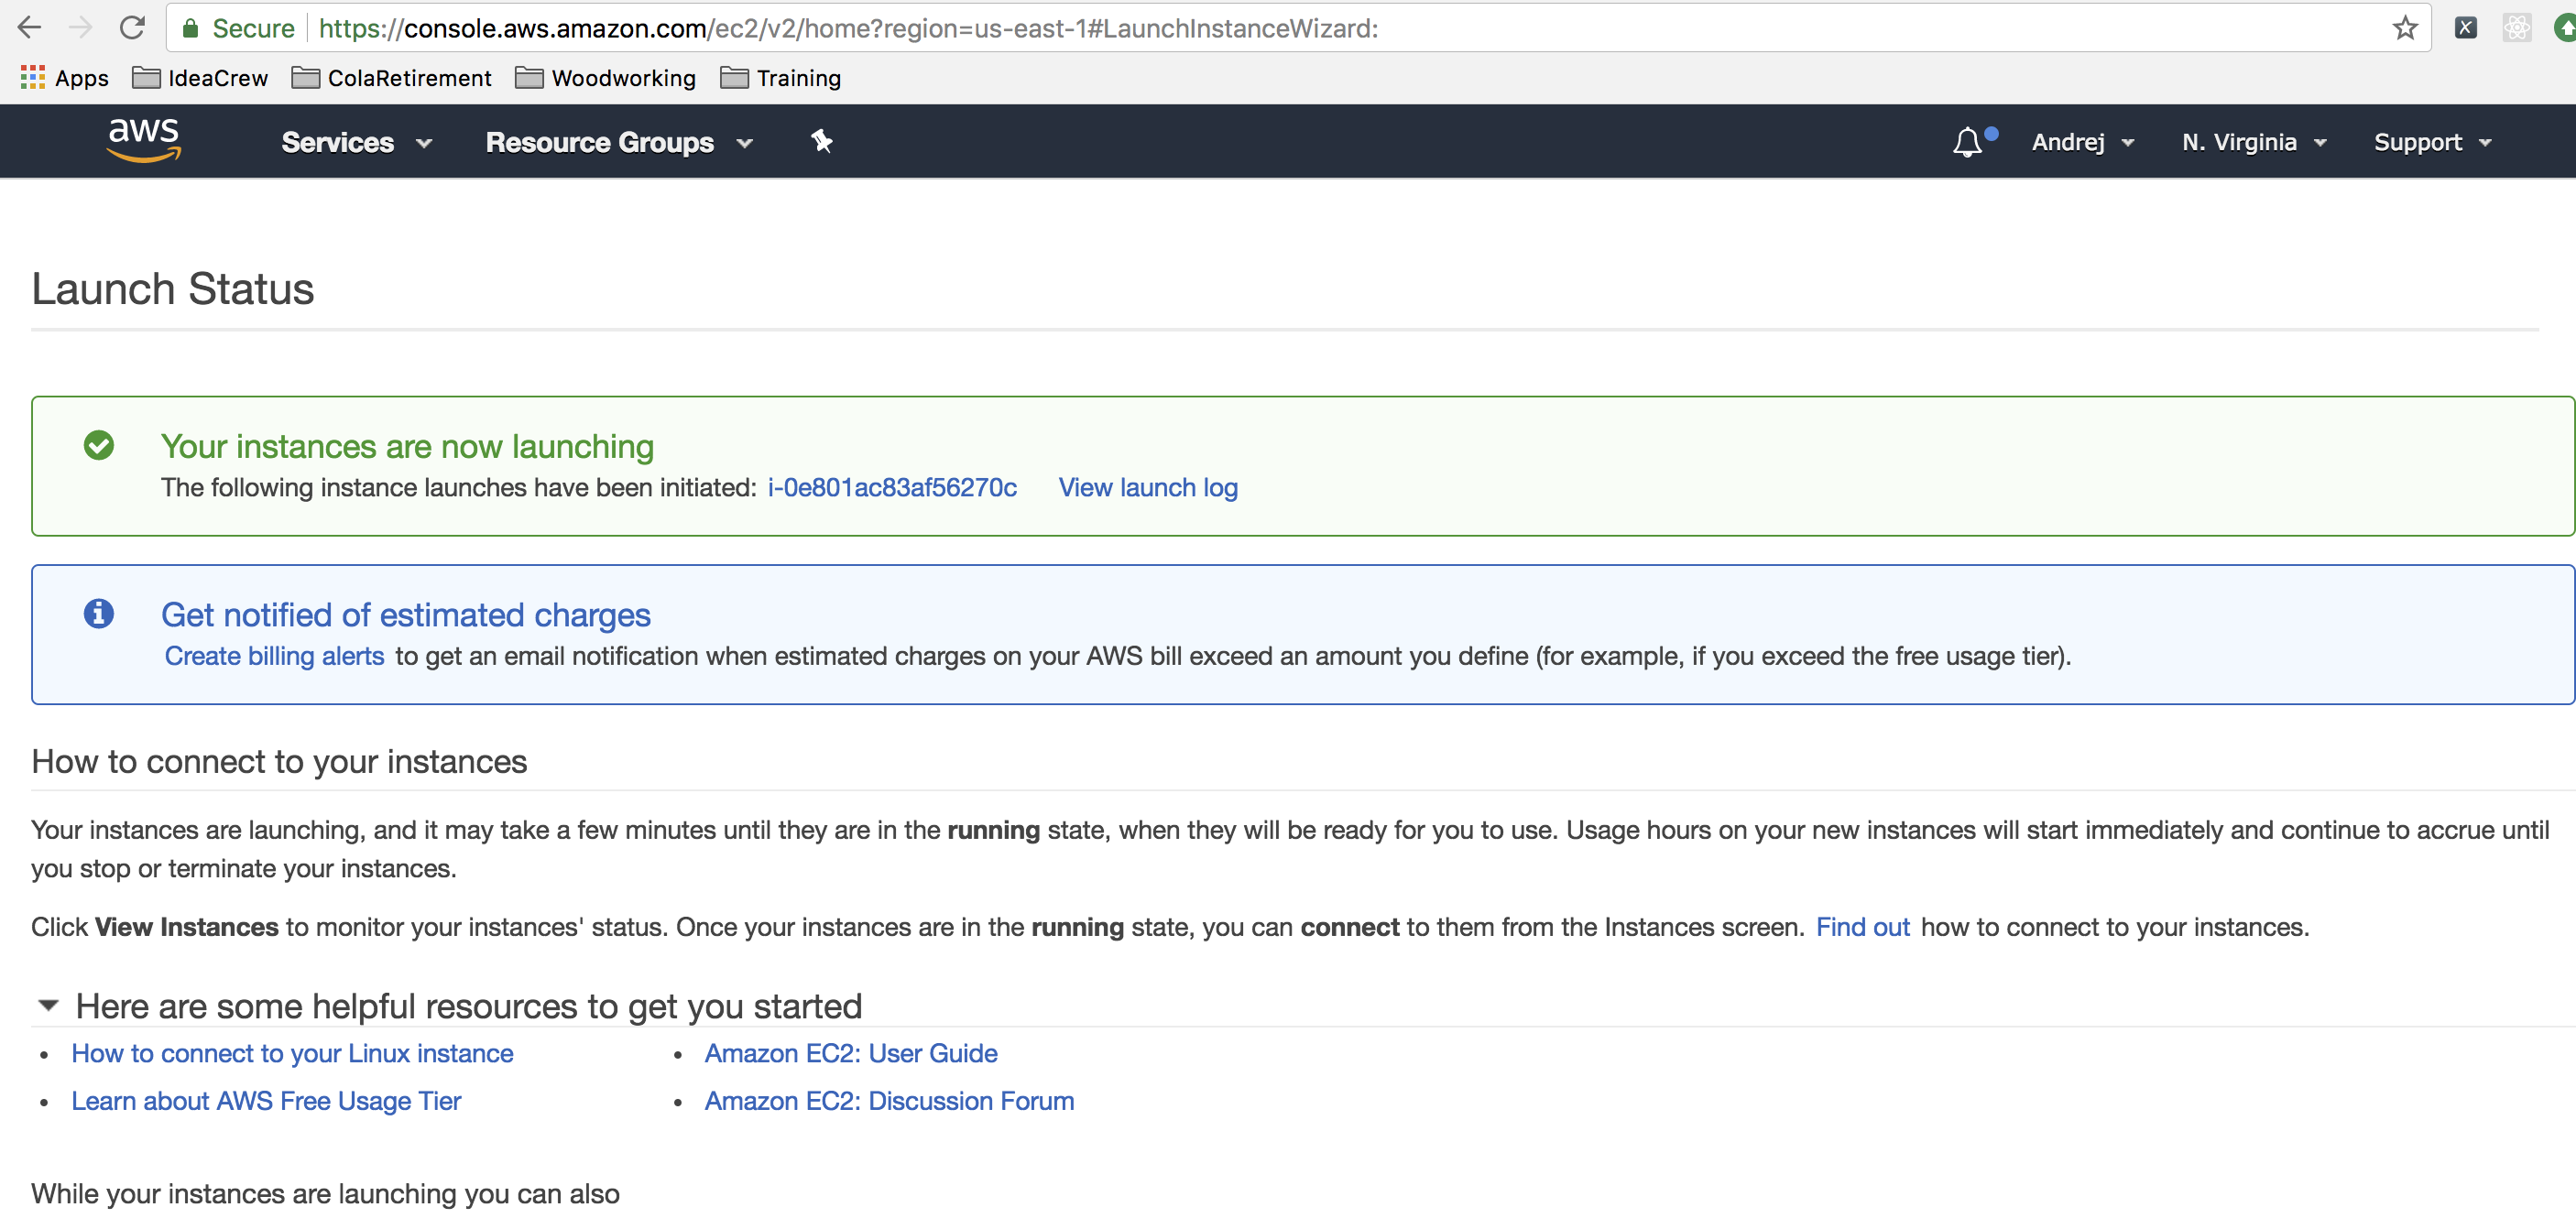 Secure https://console.aws.amazon.com/ec2/v2/home?region=us-east-1#LaunchInstanceWizard:
Apps IdeaCrew ColaRetirement Woodworking Training
aws Services Resource Groups Andrej N. Virginia Support
Launch Status
Your instances are now launching
The following instance launches have been initiated: i-0e801ac83af56270c View launch log
Get notified of estimated charges
Create billing alerts to get an email notification when estimated charges on your AWS bill exceed an amount you define (for example, if you exceed the free usage tier).
How to connect to your instances
Your instances are launching, and it may take a few minutes until they are in the running state, when they will be ready for you to use. Usage hours on your new instances will start immediately and continue to accrue until
you stop or terminate your instances.
Click View Instances to monitor your instances' status. Once your instances are in the running state, you can connect to them from the Instances screen. Find out how to connect to your instances.
Here are some helpful resources to get you started
• How to connect to your Linux instance • Amazon EC2: User Guide
• Learn about AWS Free Usage Tier • Amazon EC2: Discussion Forum
While your instances are launching you can also